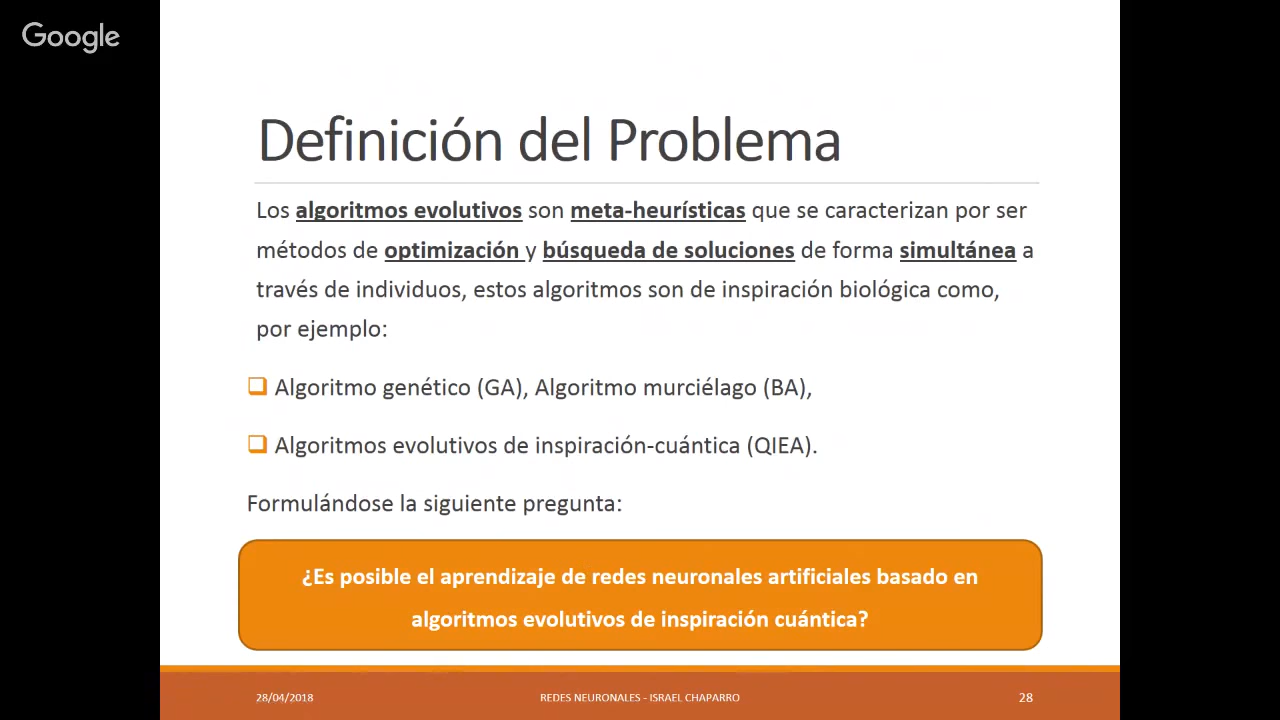 Google
Definición del Problema
Los algoritmos evolutivos son meta-heurísticas que se caracterizan por ser
métodos de optimización y búsqueda de soluciones de forma simultánea a
través de individuos, estos algoritmos son de inspiración biológica como,
por ejemplo:
❑ Algoritmo genético (GA), Algoritmo murciélago (BA),
❑ Algoritmos evolutivos de inspiración-cuántica (QIEA).
Formulándose la siguiente pregunta:
¿Es posible el aprendizaje de redes neuronales artificiales basado en
algoritmos evolutivos de inspiración cuántica?
28/04/2018 REDES NEURONALES - ISRAEL CHAPARRO 28